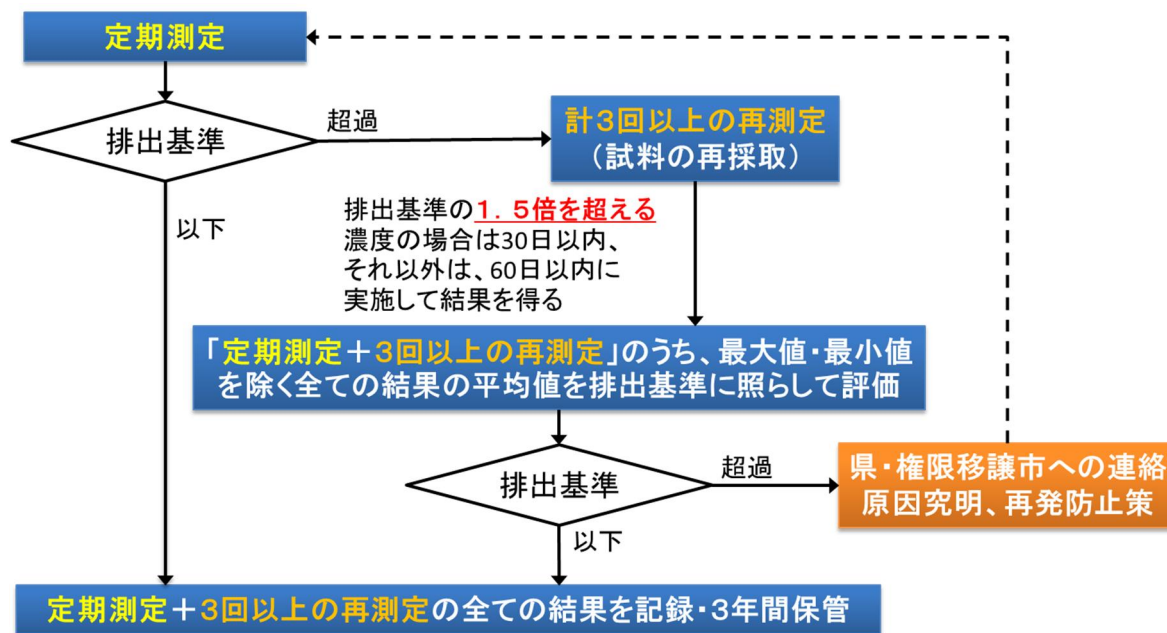 定期測定
排出基準
超過
計3回以上の再測定
(試料の再採取)
以下
排出基準の1．5倍を超える
濃度の場合は30日以内、
それ以外は、60日以内に
実施して結果を得る
「定期測定＋3回以上の再測定」のうち、最大値・最小値
を除く全ての結果の平均値を排出基準に照らして評価
排出基準
超過
県・権限移譲市への連絡
原因究明、再発防止策
以下
定期測定＋3回以上の再測定の全ての結果を記録・3年間保管